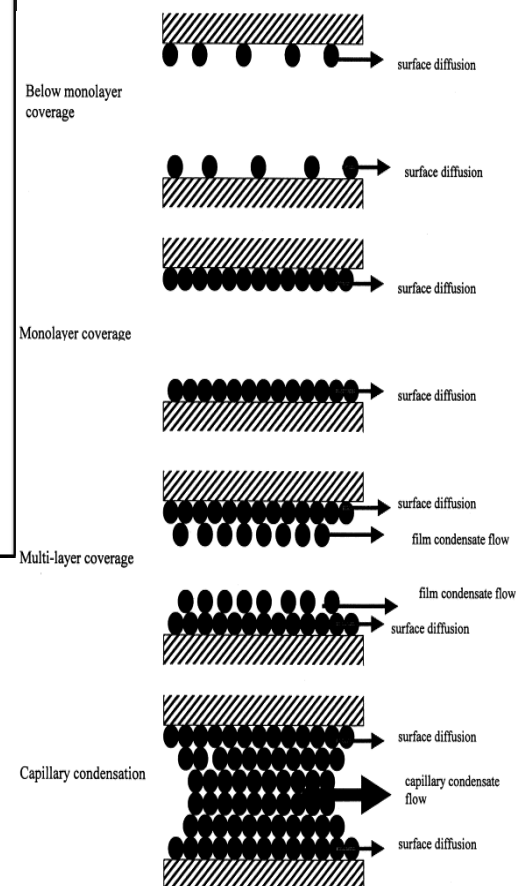 surface diffusion
Below monolayer
coverage
surface diffusion
surface diffusion
Monolayer coverage
surface diffusion
surface diffusion
film condensate flow
Multi-layer coverage
film condensate flow
surface diffusion
surface diffusion
Capillary condensation
capillary condensate
flow
surface diffusion